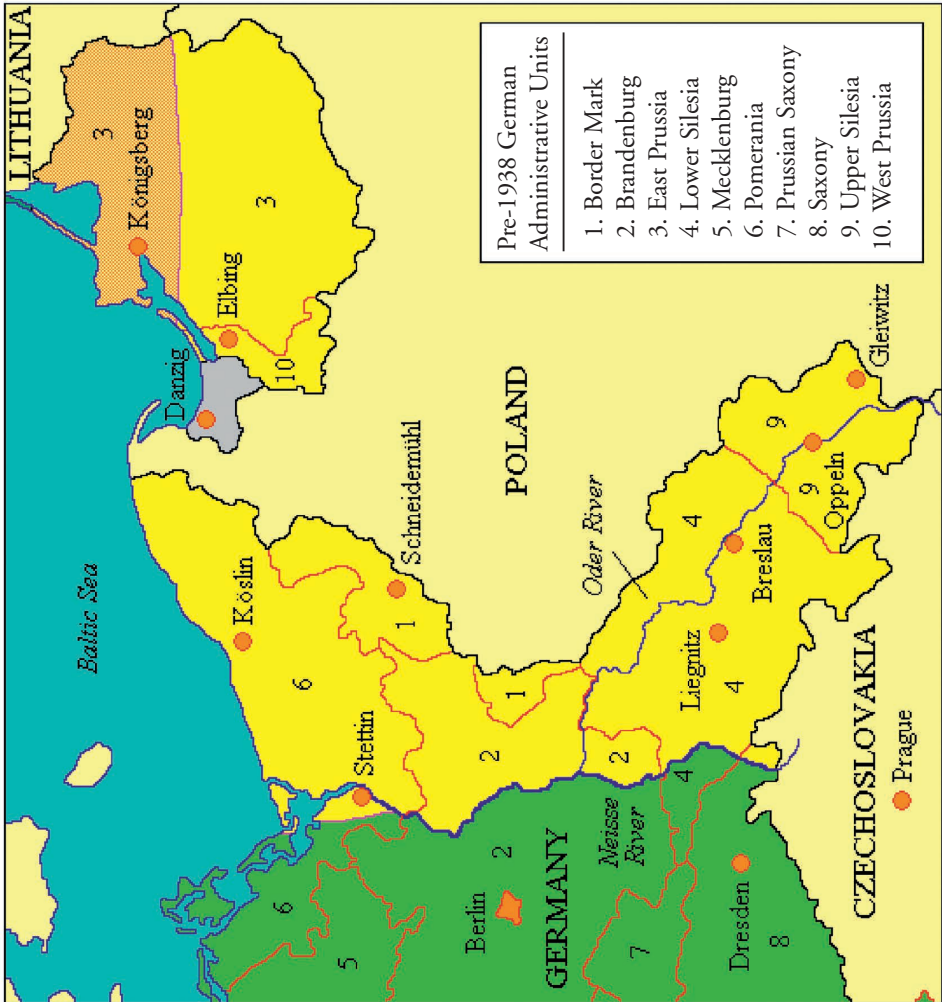 LITHUANIA
Baltic Sea
3
Königsberg
Danzig
Elbing
3
10
Köslin
6
Schneidemühl
1
Stettin
6
5
2
1
POLAND
Berlin
2
GERMANY
Oder River
2
4
Neisse
River
4
7
Liegnitz
4
Breslau
9
9
Oppeln
Gleiwitz
Dresden
8
CZECHOSLOVAKIA
Prague
Pre-1938 German
Administrative Units
1. Border Mark
2. Brandenburg
3. East Prussia
4. Lower Silesia
5. Mecklenburg
6. Pomerania
7. Prussian Saxony
8. Saxony
9. Upper Silesia
10. West Prussia